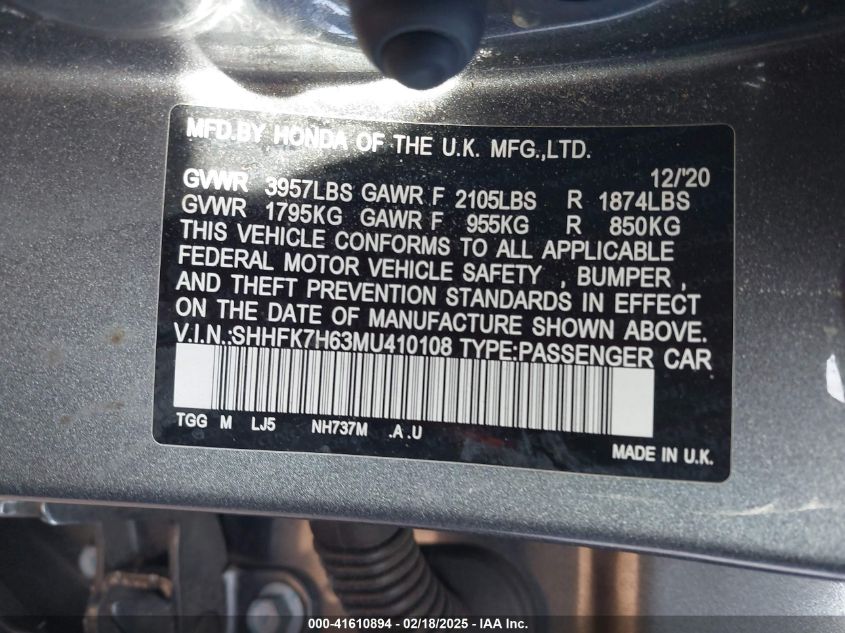 MFD.BY HONDA OF THE U.K. MFG.,LTD.
12/'20
GVWR 3957LBS GAWR F 2105LBS R 1874LBS
GVWR 1795KG GAWR F 955KG R 850KG
THIS VEHICLE CONFORMS TO ALL APPLICABLE
FEDERAL MOTOR VEHICLE SAFETY , BUMPER ,
AND THEFT PREVENTION STANDARDS IN EFFECT
ON THE DATE OF MANUFACTURE SHOWN ABOVE.
V.I.N.:SHHFK7H63MU410108 TYPE:PASSENGER CAR
TGG M LJ5 NH737M .A .U
MADE IN U.K.
000-41610894 - 02/18/2025 - IAA Inc.